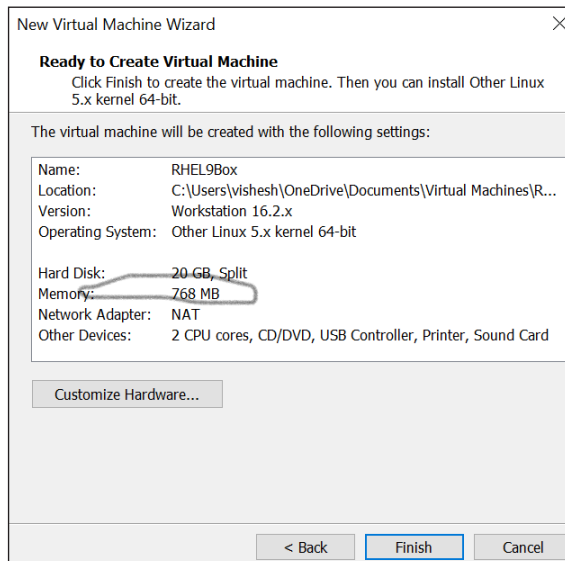 New Virtual Machine Wizard
Ready to Create Virtual Machine
Click Finish to create the virtual machine. Then you can install Other Linux
5.x kernel 64-bit.
The virtual machine will be created with the following settings:
Name: RHEL9Box
Location: C:\Users\vishesh\OneDrive\Documents\Virtual Machines\R...
Version: Workstation 16.2.x
Operating System: Other Linux 5.x kernel 64-bit
Hard Disk: 20 GB, Split
Memory: 768 MB
Network Adapter: NAT
Other Devices: 2 CPU cores, CD/DVD, USB Controller, Printer, Sound Card
Customize Hardware...
< Back Finish Cancel